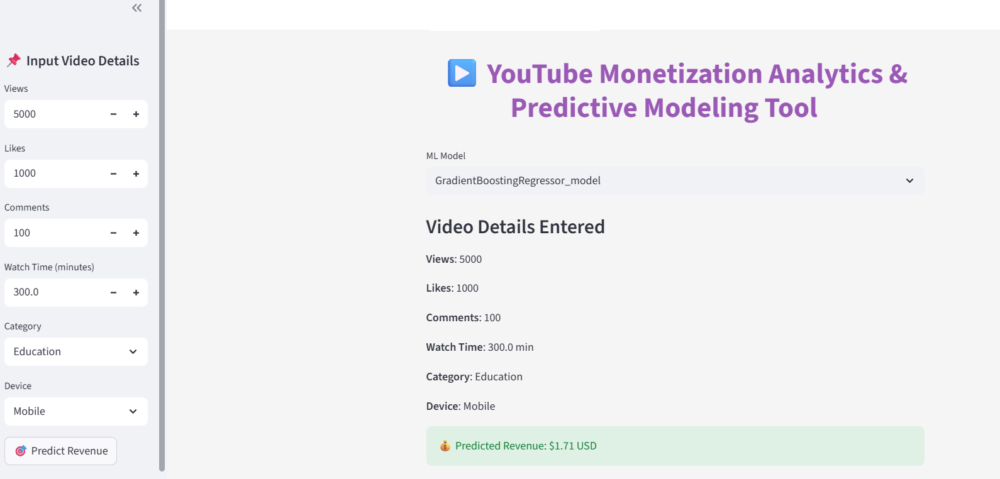 Input Video Details
Views
5000
Likes
1000
Comments
100
Watch Time (minutes)
300.0
Category
Education
Device
Mobile
Predict Revenue
YouTube Monetization Analytics &
Predictive Modeling Tool
ML Model
GradientBoostingRegressor_model
Video Details Entered
Views: 5000
Likes: 1000
Comments: 100
Watch Time: 300.0 min
Category: Education
Device: Mobile
Predicted Revenue: $1.71 USD